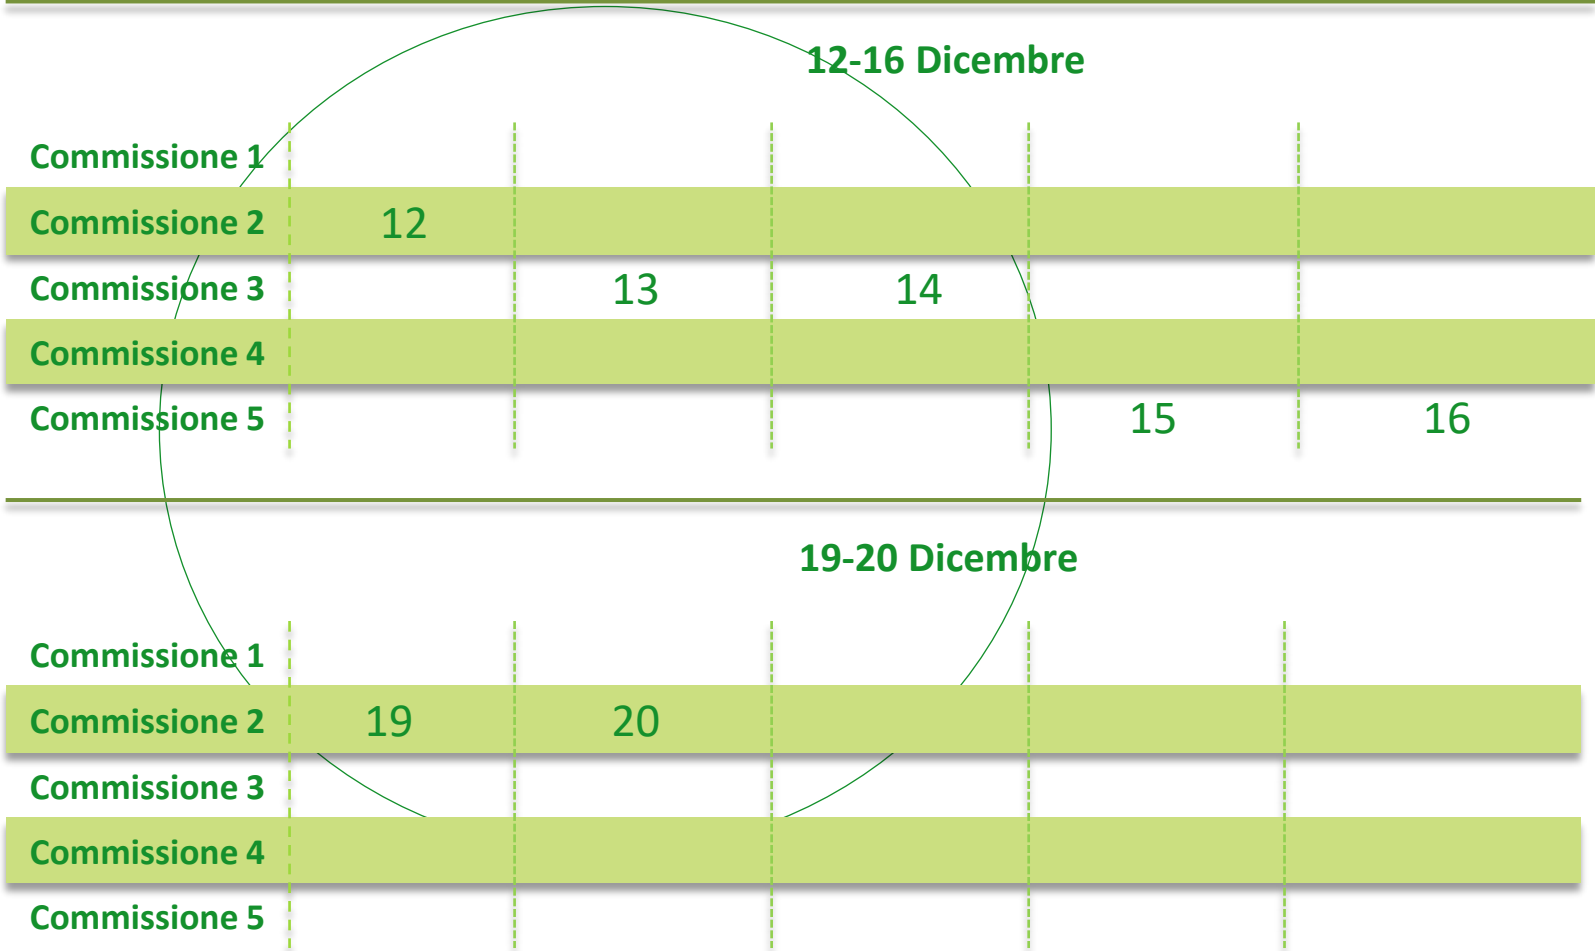 12-16 Dicembre
Commissione 1
Commissione 2 12
Commissione 3 13 14
Commissione 4
Commissione 5 15 16
19-20 Dicembre
Commissione 1
Commissione 2 19 20
Commissione 3
Commissione 4
Commissione 5